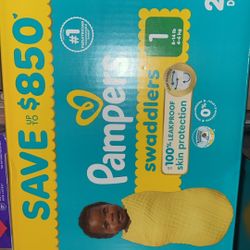 SAVE UP TO $850*
#1
Pampers
swaddlers
1
8-14 lb
4-6 kg
100% LEAKPROOF
skin protection
0%
2